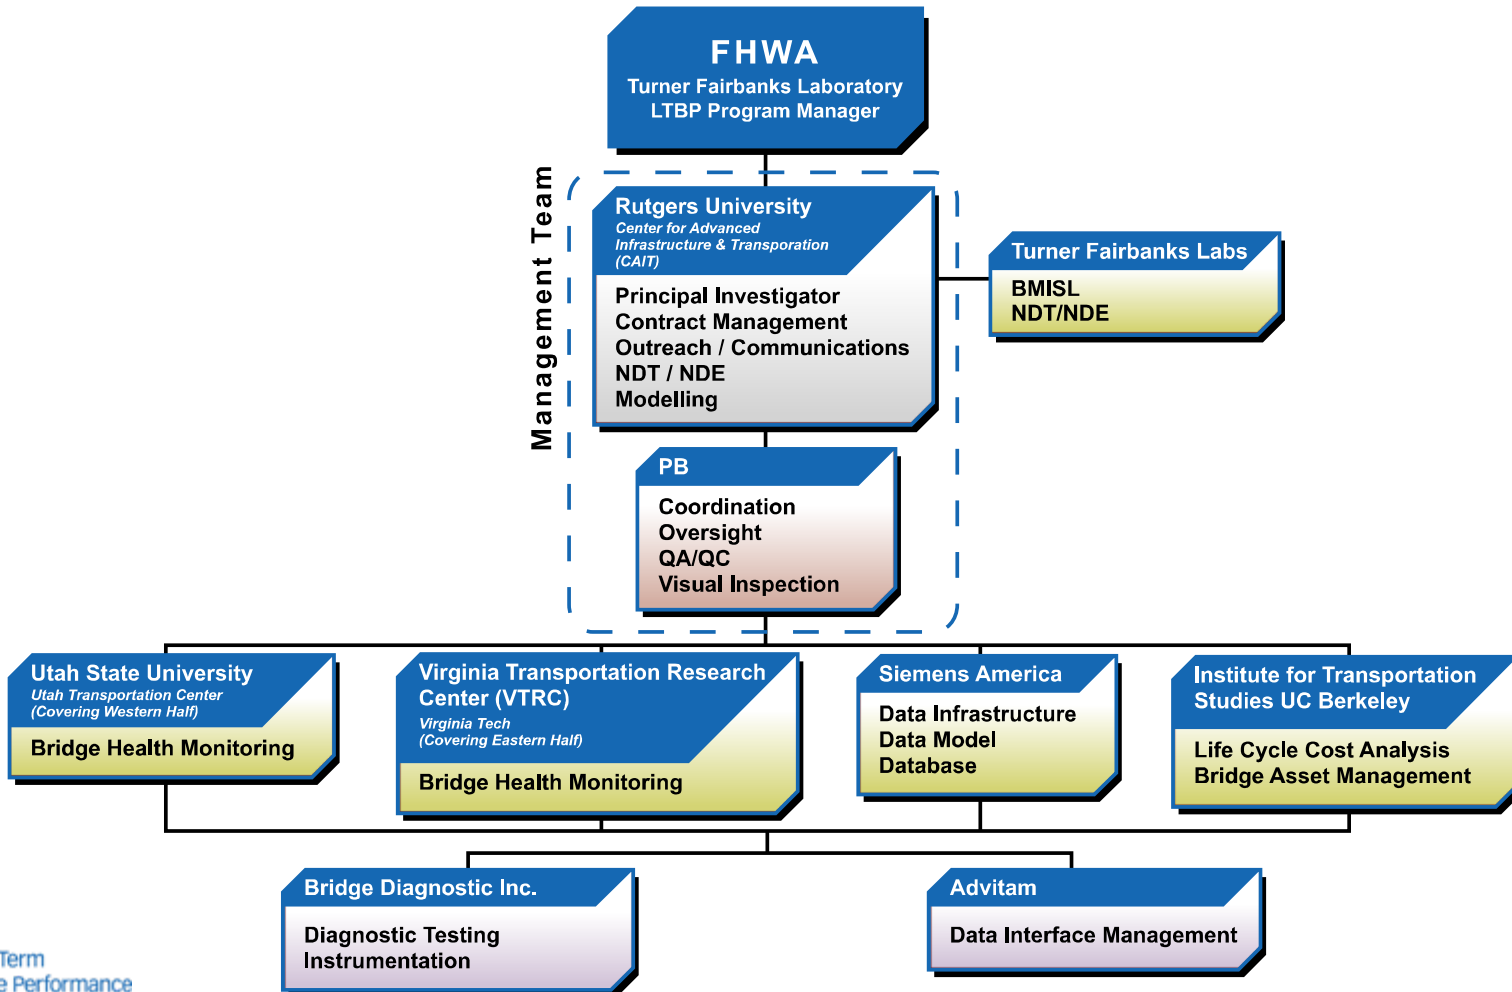 FHWA
Turner Fairbanks Laboratory
LTBP Program Manager
Management Team
Rutgers University
Center for Advanced
Infrastructure & Transporation
(CAIT)
Principal Investigator
Contract Management
Outreach / Communications
NDT / NDE
Modelling
Turner Fairbanks Labs
BMISL
NDT/NDE
PB
Coordination
Oversight
QA/QC
Visual Inspection
Utah State University
Utah Transportation Center
(Covering Western Half)
Bridge Health Monitoring
Virginia Transportation Research
Center (VTRC)
Virginia Tech
(Covering Eastern Half)
Bridge Health Monitoring
Siemens America
Data Infrastructure
Data Model
Database
Institute for Transportation
Studies UC Berkeley
Life Cycle Cost Analysis
Bridge Asset Management
Bridge Diagnostic Inc.
Diagnostic Testing
Instrumentation
Advitam
Data Interface Management
Term
e Performance